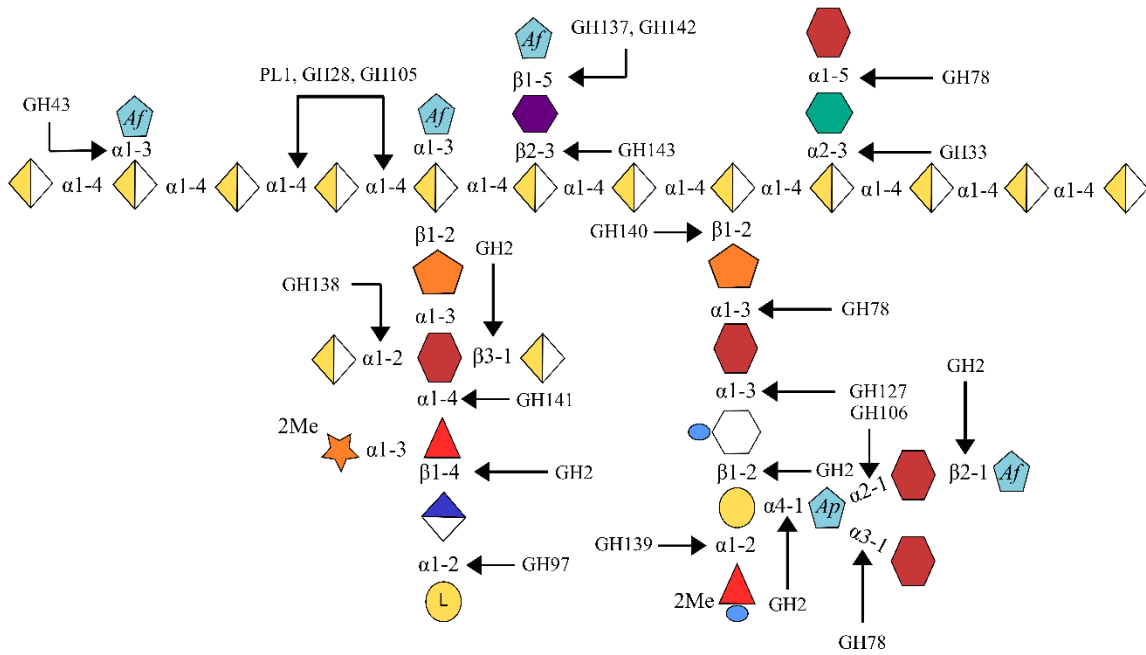 GH137, GH142
Af
β1-5
α1-5
GH78
PL1, GH28, GH105
GH43
Af
α1-3
Af
α1-3
β2-3
GH143
α2-3
GH33
α1-4 α1-4 α1-4 α1-4 α1-4 α1-4 α1-4 α1-4 α1-4 α1-4 α1-4
β1-2
GH2
GH140
β1-2
GH138
α1-3
α1-3
GH78
α1-2
β3-1
α1-4
GH141
α1-3
GH127
GH106
GH2
2Me
α1-3
β1-4
GH2
β1-2
GH2
α2-1
β2-1
Af
α4-1
Ap
α3-1
α1-2
GH97
GH139
α1-2
L
2Me
GH2
GH78